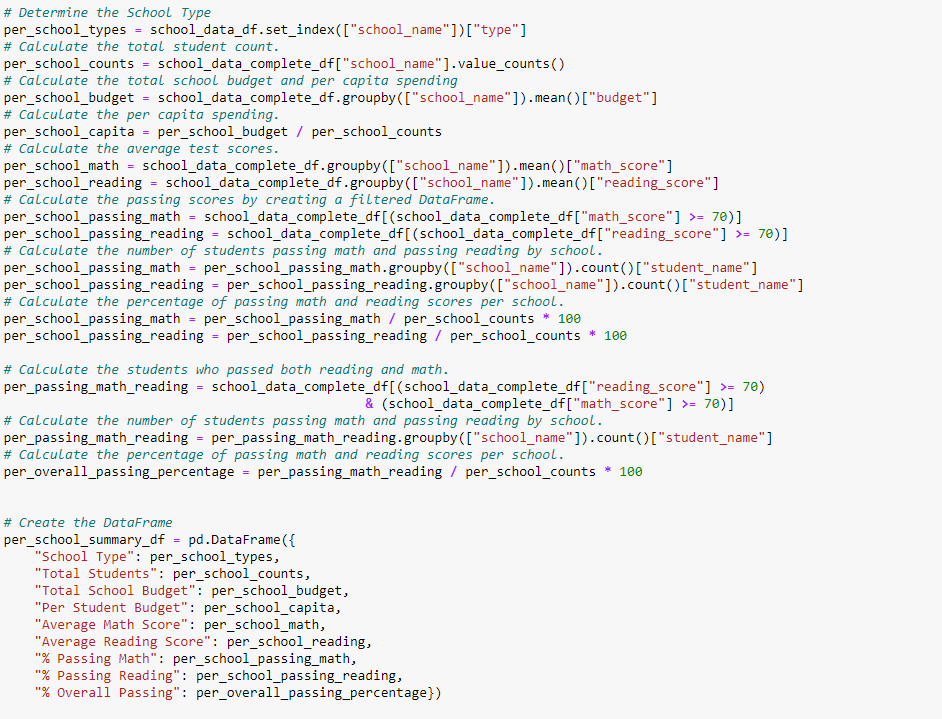 # Determine the School Type
per_school_types = school_data_df.set_index(["school_name"])["type"]
# Calculate the total student count.
per_school_counts = school_data_complete_df["school_name"].value_counts()
# Calculate the total school budget and per capita spending
per_school_budget = school_data_complete_df.groupby(["school_name"]).mean()["budget"]
# Calculate the per capita spending.
per_school_capita = per_school_budget / per_school_counts
# Calculate the average test scores.
per_school_math = school_data_complete_df.groupby(["school_name"]).mean()["math_score"]
per_school_reading = school_data_complete_df.groupby(["school_name"]).mean()["reading_score"]
# Calculate the passing scores by creating a filtered DataFrame.
per_school_passing_math = school_data_complete_df[(school_data_complete_df["math_score"] >= 70)]
per_school_passing_reading = school_data_complete_df[(school_data_complete_df["reading_score"] >= 70)]
# Calculate the number of students passing math and passing reading by school.
per_school_passing_math = per_school_passing_math.groupby(["school_name"]).count()["student_name"]
per_school_passing_reading = per_school_passing_reading.groupby(["school_name"]).count()["student_name"]
# Calculate the percentage of passing math and reading scores per school.
per_school_passing_math = per_school_passing_math / per_school_counts * 100
per_school_passing_reading = per_school_passing_reading / per_school_counts * 100
# Calculate the students who passed both reading and math.
per_passing_math_reading = school_data_complete_df[(school_data_complete_df["reading_score"] >= 70)
& (school_data_complete_df["math_score"] >= 70)]
# Calculate the number of students passing math and passing reading by school.
per_passing_math_reading = per_passing_math_reading.groupby(["school_name"]).count()["student_name"]
# Calculate the percentage of passing math and reading scores per school.
per_overall_passing_percentage = per_passing_math_reading / per_school_counts * 100
# Create the DataFrame
per_school_summary_df = pd.DataFrame({
"School Type": per_school_types,
"Total Students": per_school_counts,
"Total School Budget": per_school_budget,
"Per Student Budget": per_school_capita,
"Average Math Score": per_school_math,
"Average Reading Score": per_school_reading,
"% Passing Math": per_school_passing_math,
"% Passing Reading": per_school_passing_reading,
"% Overall Passing": per_overall_passing_percentage})